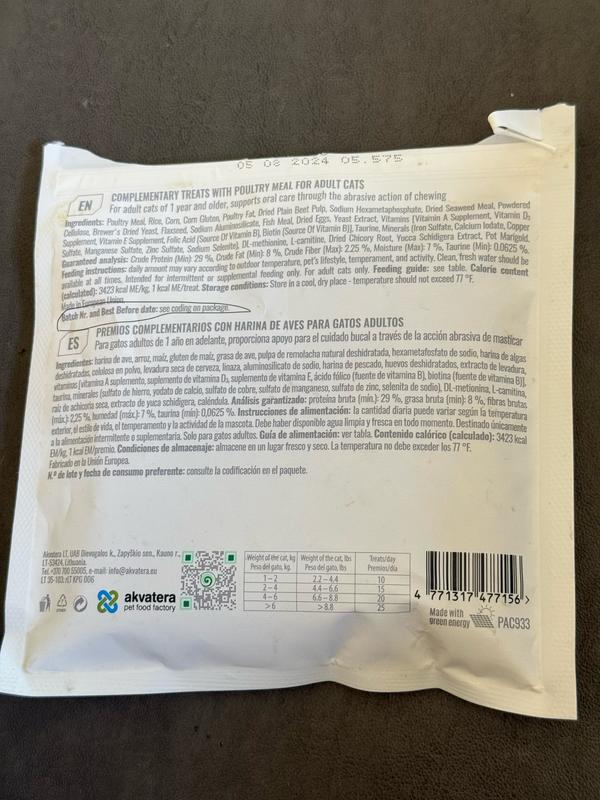 05 08 2024 05.575
EN
COMPLEMENTARY TREATS WITH POULTRY MEAL FOR ADULT CATS
For adult cats of 1 year and older, supports oral care through the abrasive action of chewing
Ingredients: Poultry Meal, Rice, Corn, Corn Gluten, Poultry Fat, Dried Plain Beet Pulp, Sodium Hexametaphosphate, Dried Seaweed Meal, Powdered
Cellulose, Brewer's Dried Yeast, Flaxseed, Sodium Aluminosilicate, Fish Meal, Dried Eggs, Yeast Extract, Vitamins [Vitamin A Supplement, Vitamin D₃
Supplement, Vitamin E Supplement, Folic Acid (Source Of Vitamin B), Biotin (Source Of Vitamin B)], Taurine, Minerals (Iron Sulfate, Calcium Iodate, Copper
Sulfate, Manganese Sulfate, Zinc Sulfate, Sodium Selenite), DL-methionine, L-carnitine, Dried Chicory Root, Yucca Schidigera Extract, Pot Marigold.
Guaranteed analysis: Crude Protein (Min): 29 %, Crude Fat (Min): 8 %, Crude Fiber (Max): 2.25 %, Moisture (Max): 7 %, Taurine (Min): 0.0625 %.
Feeding instructions: daily amount may vary according to outdoor temperature, pet's lifestyle, temperament, and activity. Clean, fresh water should be
available at all times. Intended for intermittent or supplemental feeding only. For adult cats only. Feeding guide: see table. Calorie content
(calculated): 3423 kcal ME/kg, 1 kcal ME/treat. Storage conditions: Store in a cool, dry place - temperature should not exceed 77 °F.
Made in European Union.
Batch Nr. and Best Before date: see coding on package.
ES
PREMIOS COMPLEMENTARIOS CON HARINA DE AVES PARA GATOS ADULTOS
Para gatos adultos de 1 año en adelante, proporciona apoyo para el cuidado bucal a través de la acción abrasiva de masticar
Ingredientes: harina de ave, arroz, maíz, gluten de maíz, grasa de ave, pulpa de remolacha natural deshidratada, hexametafosfato de sodio, harina de algas
deshidratadas, celulosa en polvo, levadura seca de cerveza, linaza, aluminosilicato de sodio, harina de pescado, huevos deshidratados, extracto de levadura,
vitaminas [vitamina A suplemento, suplemento de vitamina D₃, suplemento de vitamina E, ácido fólico (fuente de vitamina B), biotina (fuente de vitamina B)],
taurina, minerales (sulfato de hierro, yodato de calcio, sulfato de cobre, sulfato de manganeso, sulfato de zinc, selenita de sodio), DL-metionina, L-carnitina,
raíz de achicoria seca, extracto de yuca schidigera, caléndula. Análisis garantizado: proteína bruta (mín.): 29 %, grasa bruta (mín.): 8 %, fibras brutas
(máx.): 2,25 %, humedad (máx.): 7 %, taurina (mín.): 0,0625 %. Instrucciones de alimentación: la cantidad diaria puede variar según la temperatura
exterior, el estilo de vida, el temperamento y la actividad de la mascota. Debe haber disponible agua limpia y fresca en todo momento. Destinado únicamente
a la alimentación intermitente o suplementaria. Solo para gatos adultos. Guía de alimentación: ver tabla. Contenido calórico (calculado): 3423 kcal
EM/kg, 1 kcal EM/premio. Condiciones de almacenaje: almacene en un lugar fresco y seco. La temperatura no debe exceder los 77 °F.
Fabricado en la Unión Europea.
N.º de lote y fecha de consumo preferente: consulte la codificación en el paquete.
Akvatera LT, UAB Dievogalos k., Zapyškio sen., Kauno r.,
LT-53424, Lithuania.
Tel.+370 700 55005, e-mail: info@akvatera.eu
LT 35-103; rLT KPG 006
akvatera
pet food factory
Weight of the cat, kg Weight of the cat, lbs Treats/day
Peso del gato, kg. Peso del gato, lbs Premios/día
1–2 2.2–4.4 10
2–4 4.4–6.6 15
4–6 6.6–8.8 20
>6 >8.8 25
4 771317 477156 >
Made with
green energy
PAC933